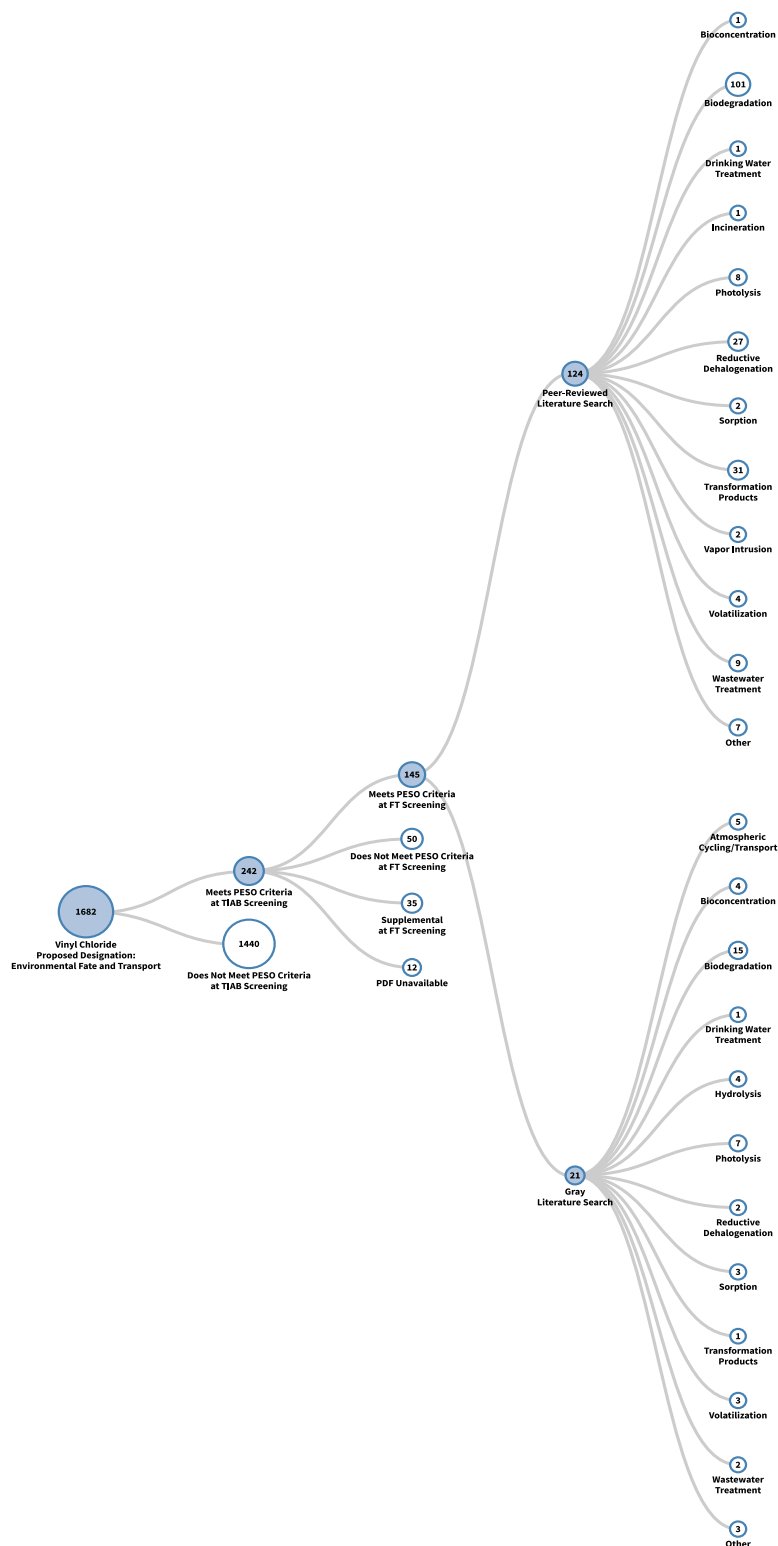 1682
Vinyl Chloride
Proposed Designation:
Environmental Fate and Transport
242
Meets PESO Criteria
at TIAB Screening
1440
Does Not Meet PESO Criteria
at TIAB Screening
145
Meets PESO Criteria
at FT Screening
50
Does Not Meet PESO Criteria
at FT Screening
35
Supplemental
at FT Screening
12
PDF Unavailable
124
Peer-Reviewed
Literature Search
1
Bioconcentration
101
Biodegradation
1
Drinking Water
Treatment
1
Incineration
8
Photolysis
27
Reductive
Dehalogenation
2
Sorption
31
Transformation
Products
2
Vapor Intrusion
4
Volatilization
9
Wastewater
Treatment
7
Other
21
Gray
Literature Search
5
Atmospheric
Cycling/Transport
4
Bioconcentration
15
Biodegradation
1
Drinking Water
Treatment
4
Hydrolysis
7
Photolysis
2
Reductive
Dehalogenation
3
Sorption
1
Transformation
Products
3
Volatilization
2
Wastewater
Treatment
3
Other